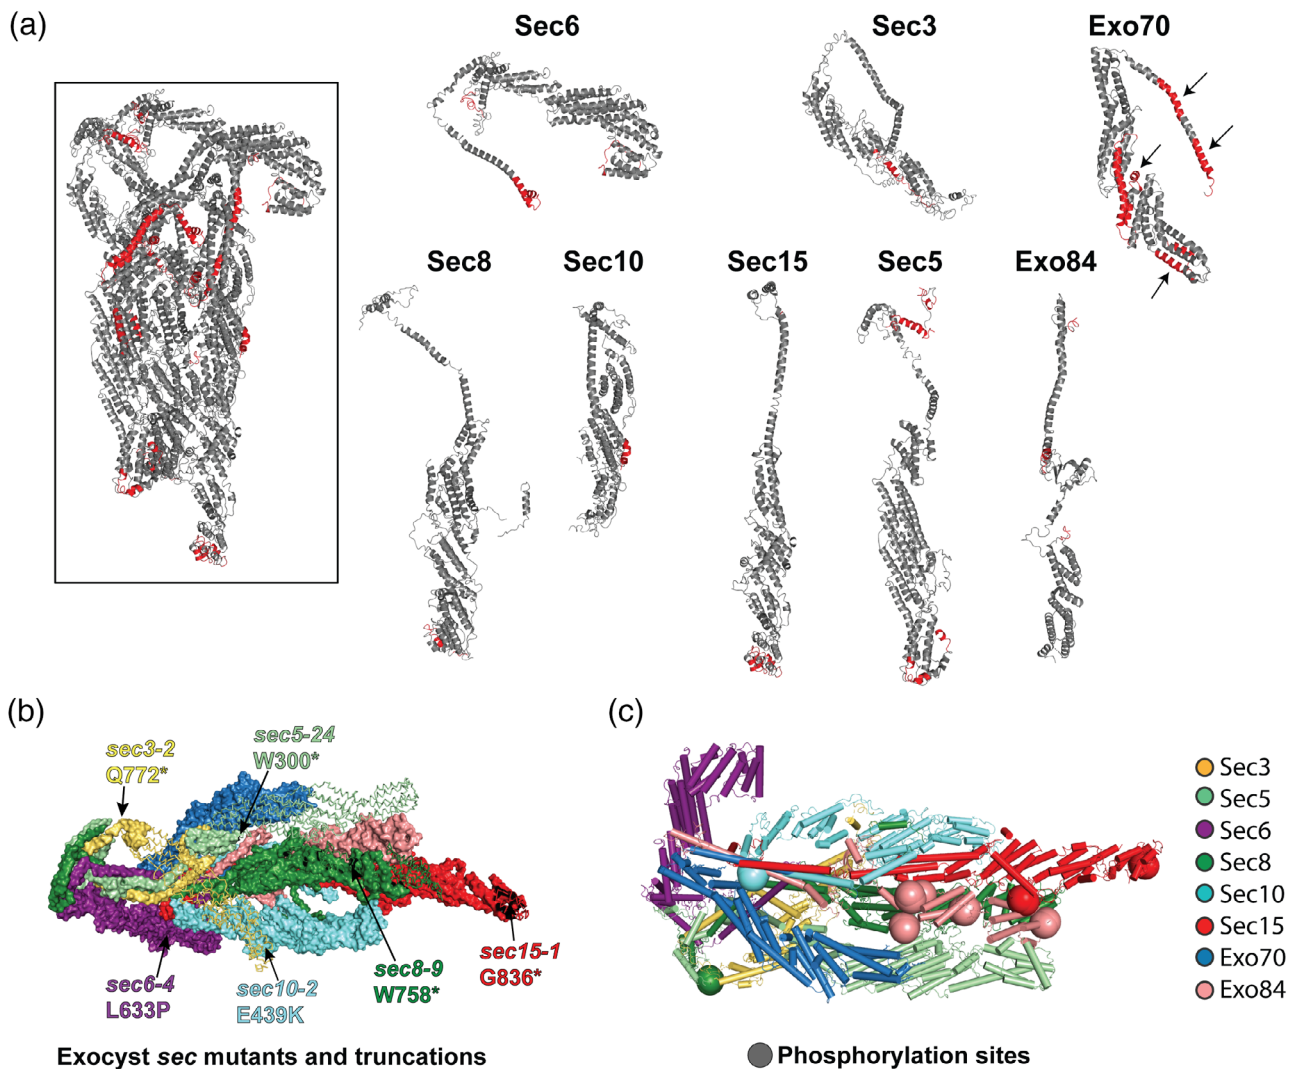 (a)
Sec6
Sec3
Exo70
Sec8
Sec10
Sec15
Sec5
Exo84
(b)
sec3-2
Q772*
sec5-24
W300*
sec6-4
L633P
sec10-2
E439K
sec8-9
W758*
sec15-1
G836*
Exocyst sec mutants and truncations
(c)
Sec3
Sec5
Sec6
Sec8
Sec10
Sec15
Exo70
Exo84
Phosphorylation sites